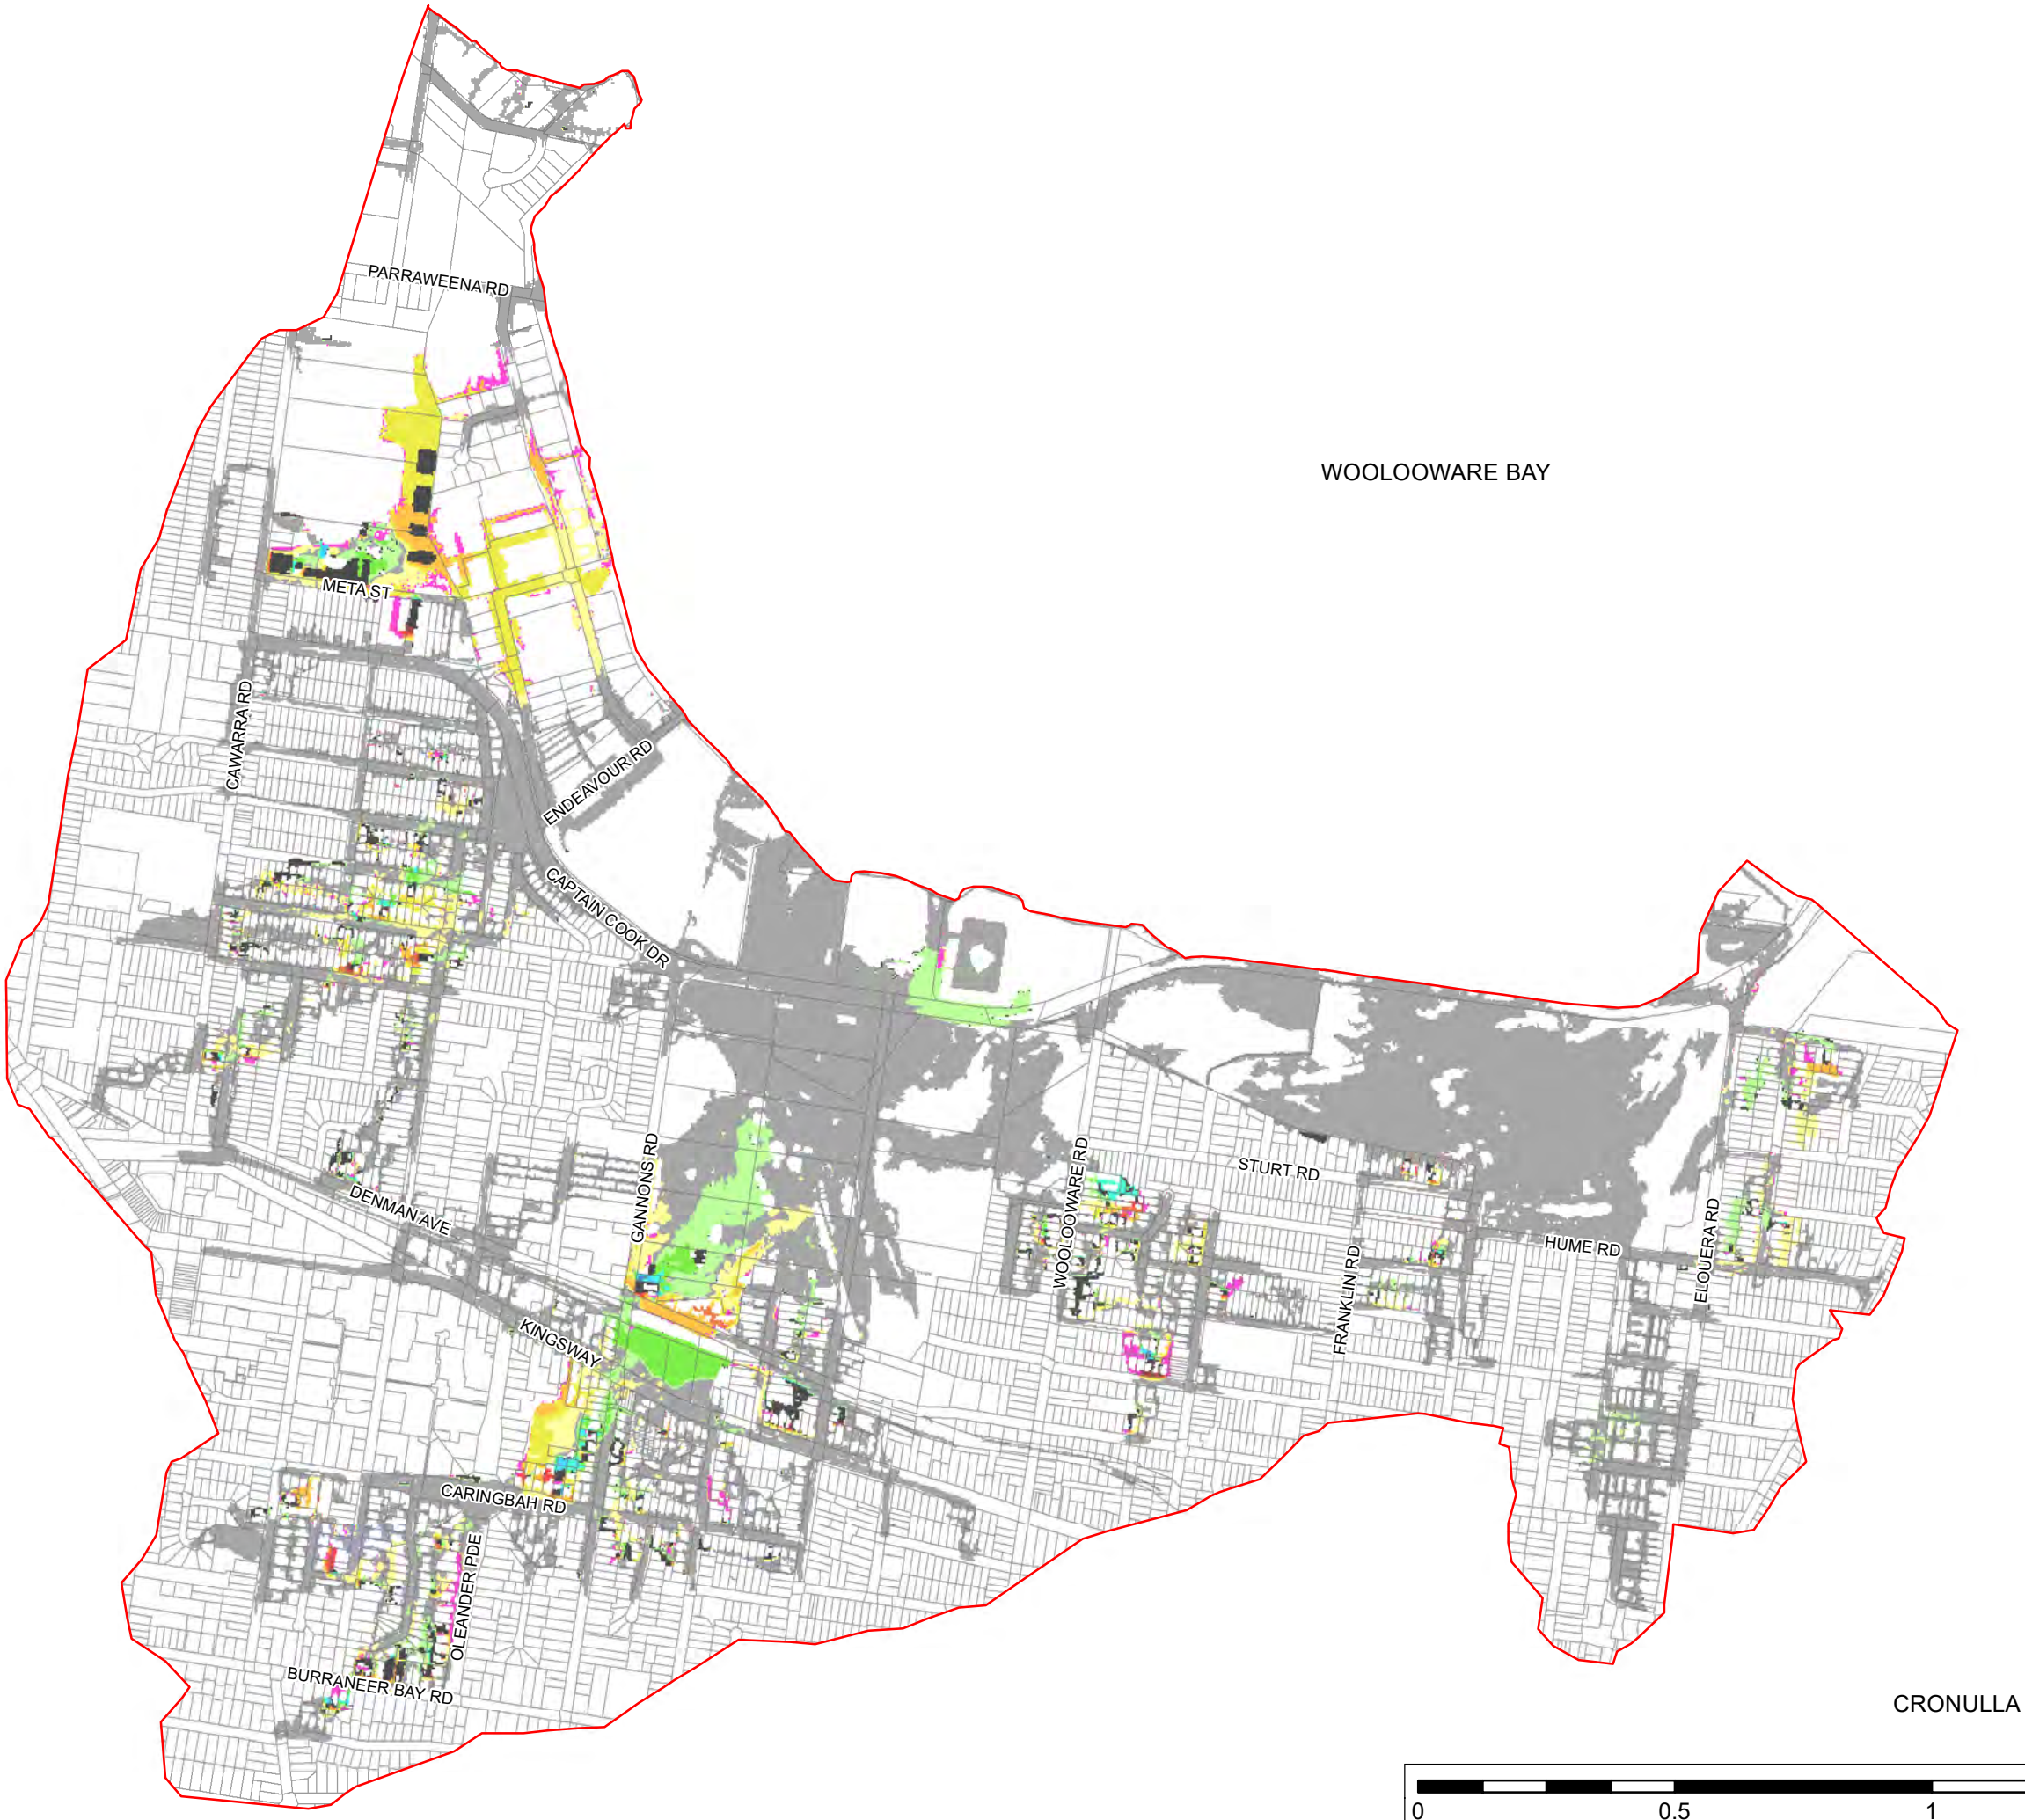 PARRAWEENA RD
WOOLOOWARE BAY
META ST
CAWARRA RD
ENDEAVOUR RD
CAPTAIN COOK DR
GANNONS RD
WOOLOOWARE RD
STURT RD
DENMAN AVE
ELOUERA RD
HUME RD
FRANKLIN RD
KINGSWAY
CARINGBAH RD
OLEANDER PDE
BURRANEER BAY RD
CRONULLA
0 0.5 1